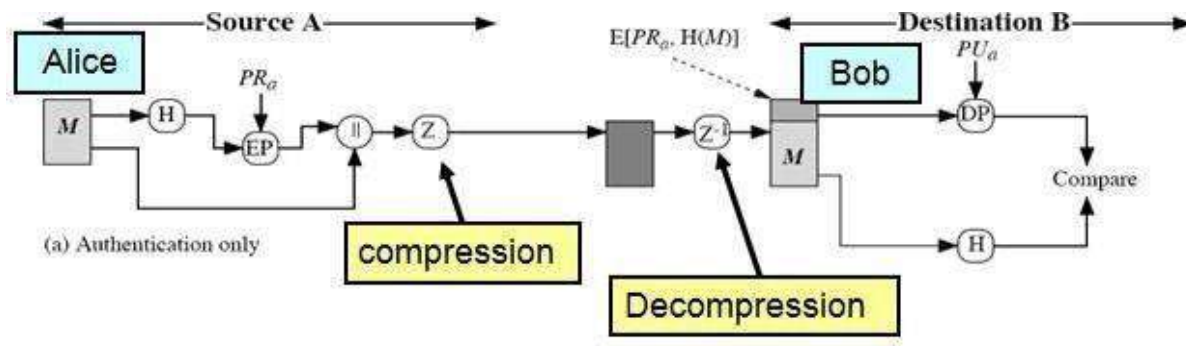 Source A
Destination B
E[PRa, H(M)]
Alice
Bob
PRa
PUa
M
H
EP
||
Z
Z-1
M
DP
Compare
H
(a) Authentication only
compression
Decompression